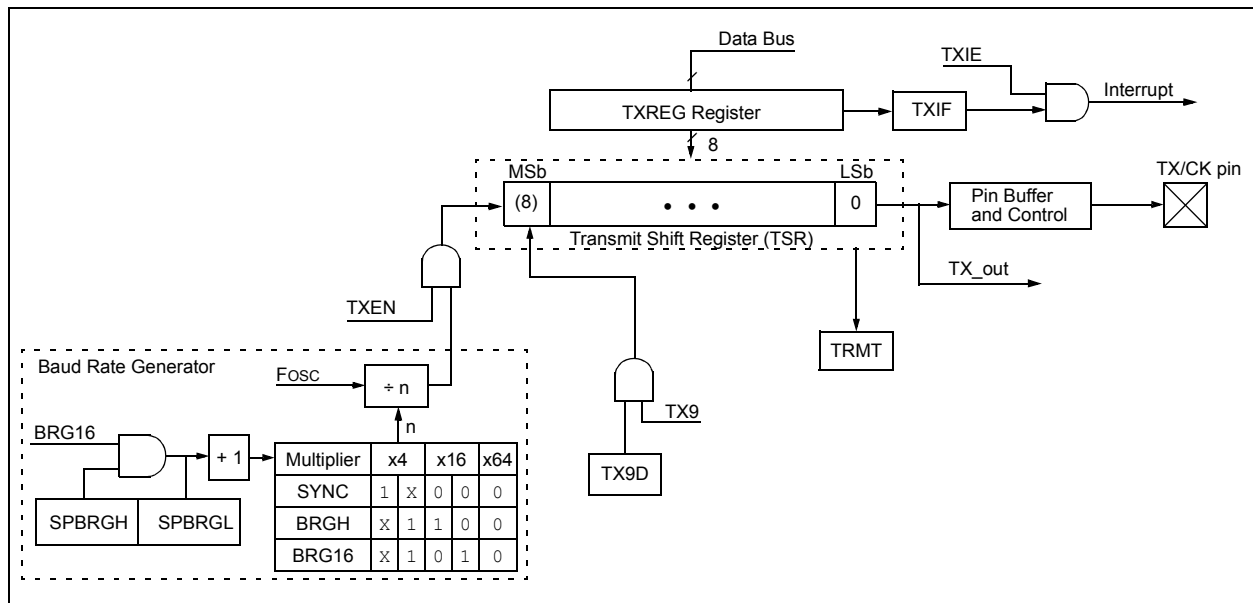 Data Bus
TXIE
Interrupt
TXREG Register
TXIF
8
MSb
LSb
TX/CK pin
(8)
• • •
0
Pin Buffer
and Control
Transmit Shift Register (TSR)
TX_out
TXEN
TRMT
Baud Rate Generator
FOSC
÷ n
TX9
n
BRG16
+ 1
Multiplier x4 x16 x64
TX9D
SYNC 1 X 0 0 0
SPBRGH SPBRGL
BRGH X 1 1 0 0
BRG16 X 1 0 1 0